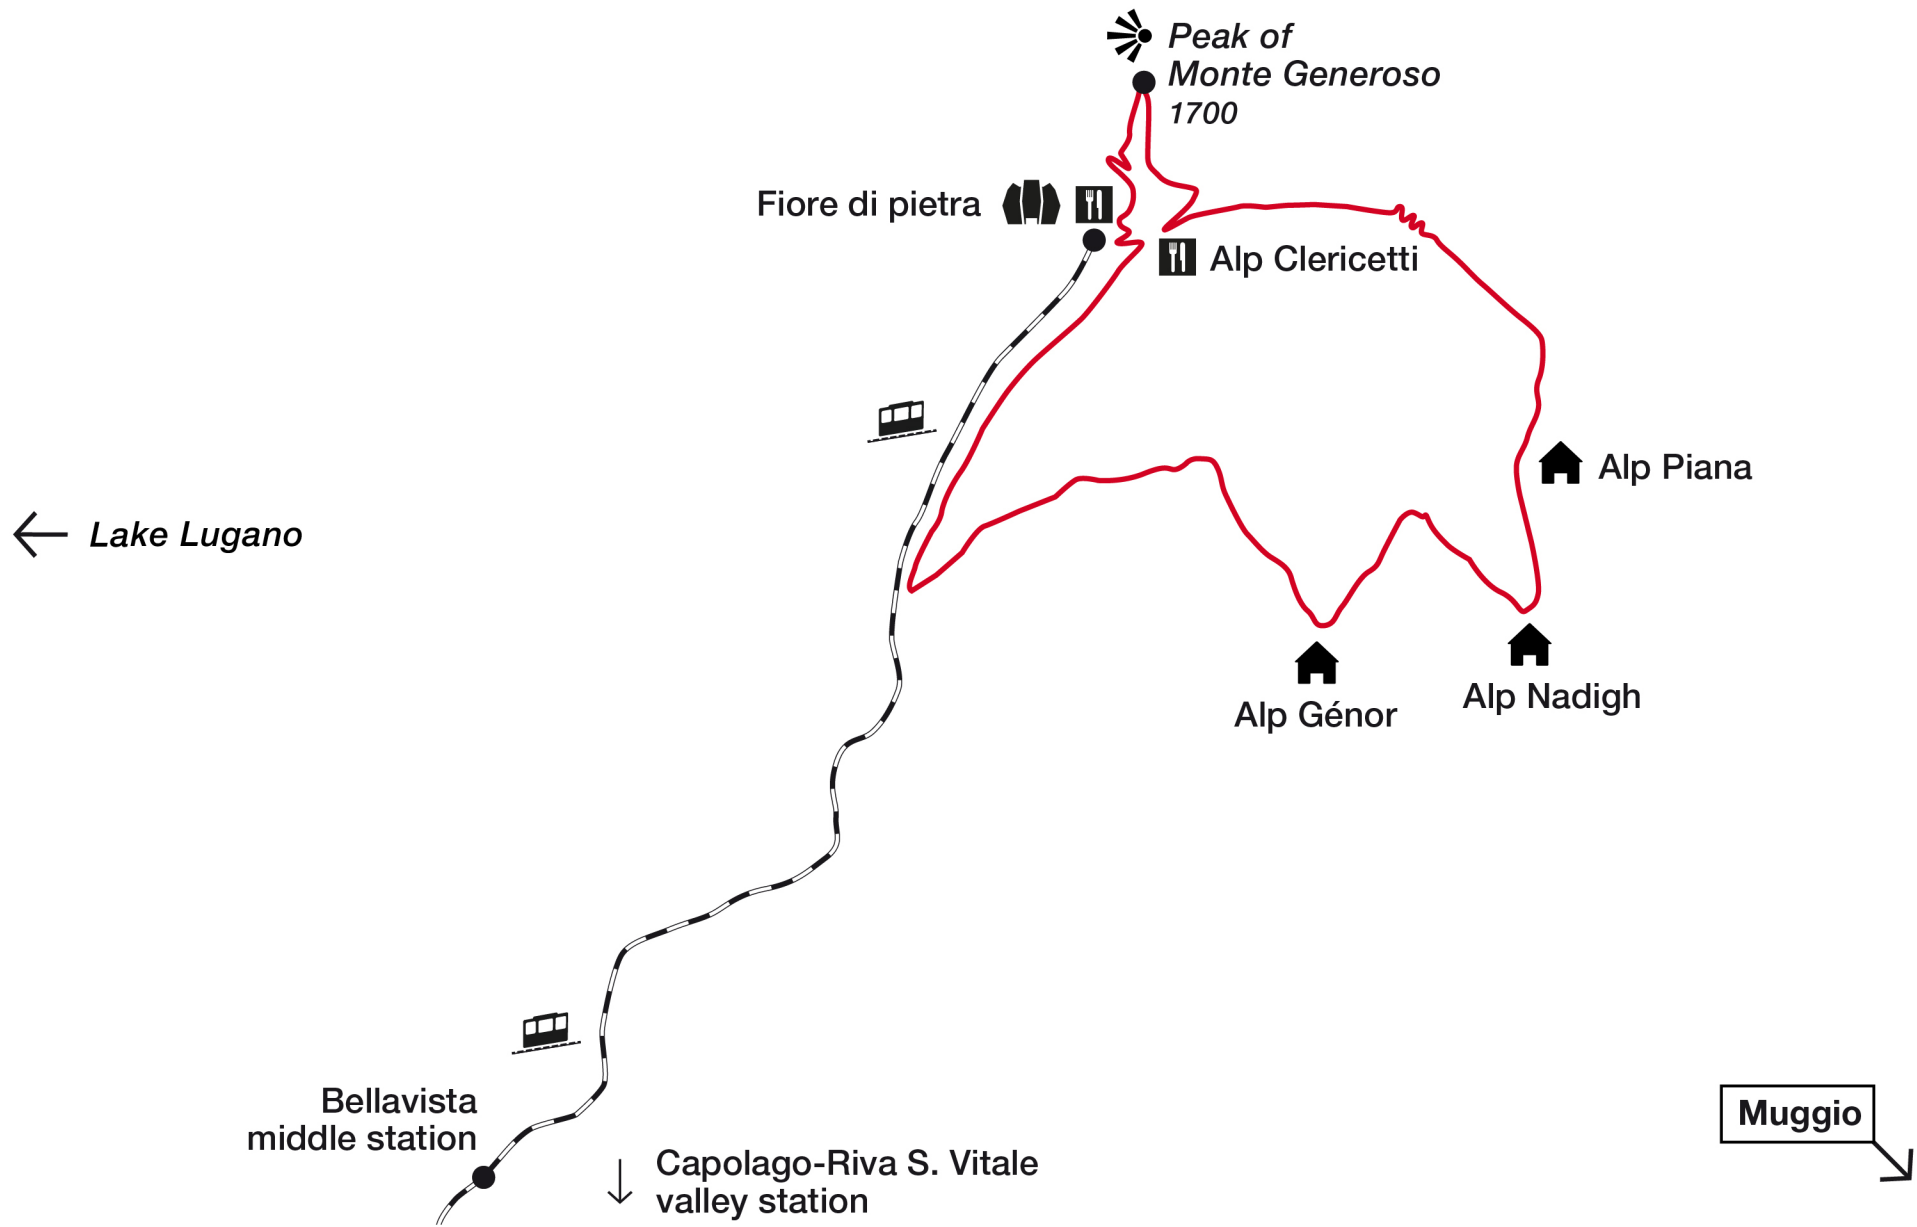 Peak of
Monte Generoso
1700
Fiore di pietra
Alp Clericetti
Alp Piana
Lake Lugano
Alp Nadigh
Alp Génor
Bellavista
middle station
Muggio
Capolago-Riva S. Vitale
valley station